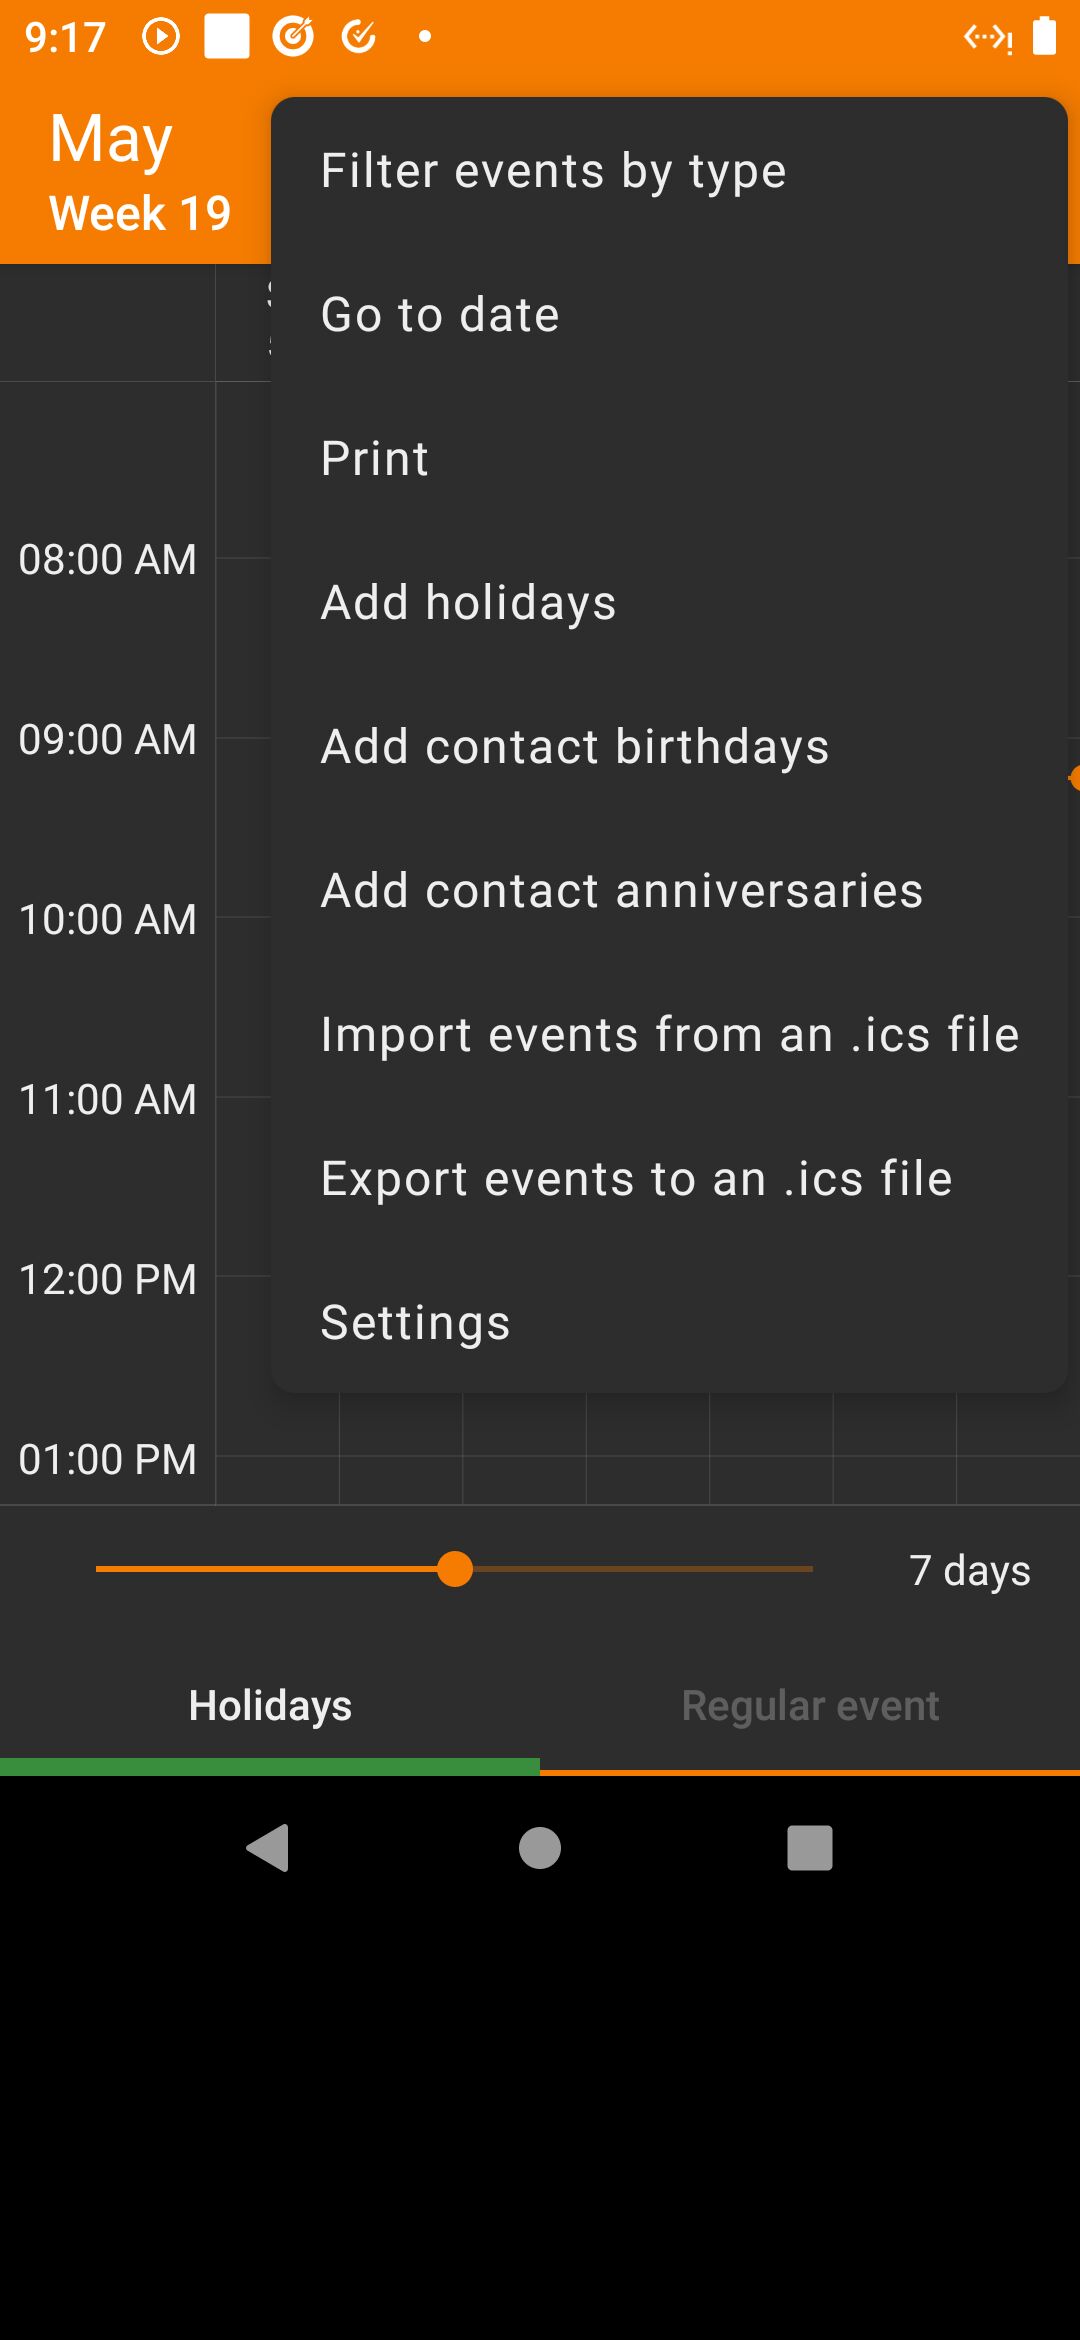 9:17
May
Week 19
Filter events by type
Go to date
Print
Add holidays
Add contact birthdays
Add contact anniversaries
Import events from an .ics file
Export events to an .ics file
Settings
08:00 AM
09:00 AM
10:00 AM
11:00 AM
12:00 PM
01:00 PM
7 days
Holidays
Regular event